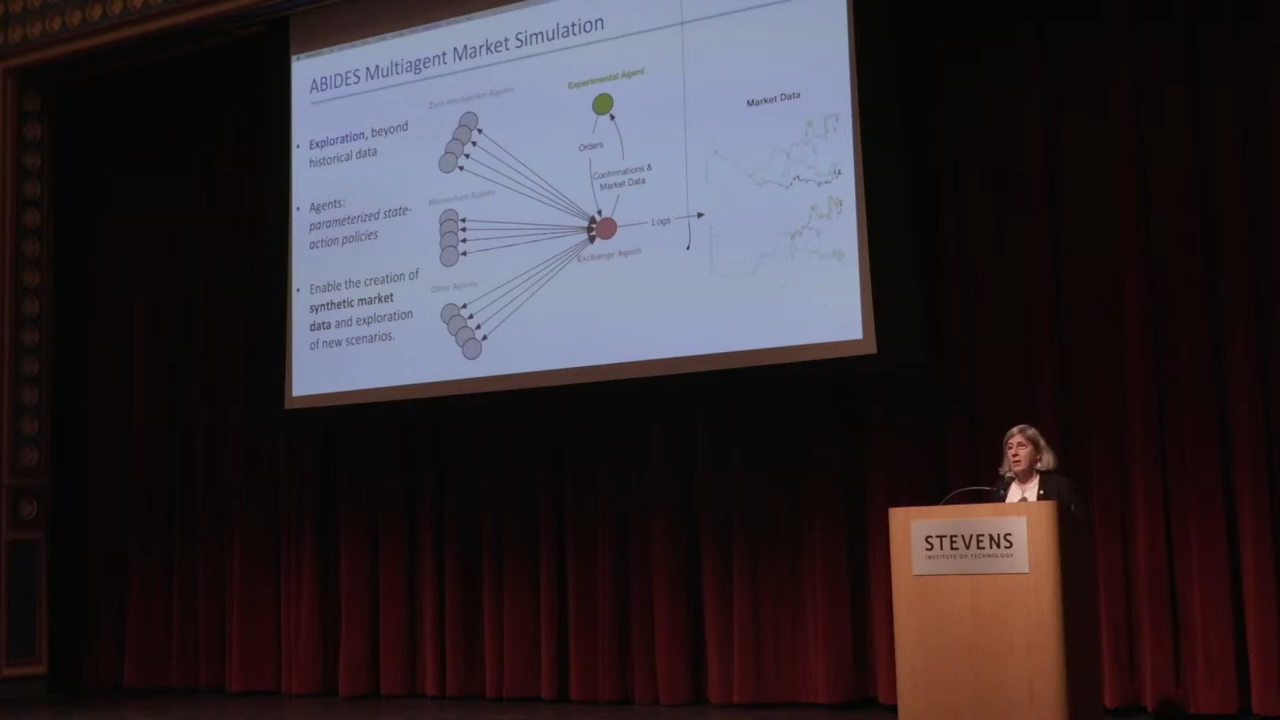 ABIDES Multiagent Market Simulation
• Exploration, beyond
historical data
• Agents:
parameterized state-
action policies
• Enable the creation of
synthetic market
data and exploration
of new scenarios.
Zero Intelligence Agents
Momentum Agents
Other Agents
Experimental Agent
Orders
Confirmations &
Market Data
Logs
Exchange Agent
Market Data
STEVENS
INSTITUTE OF TECHNOLOGY